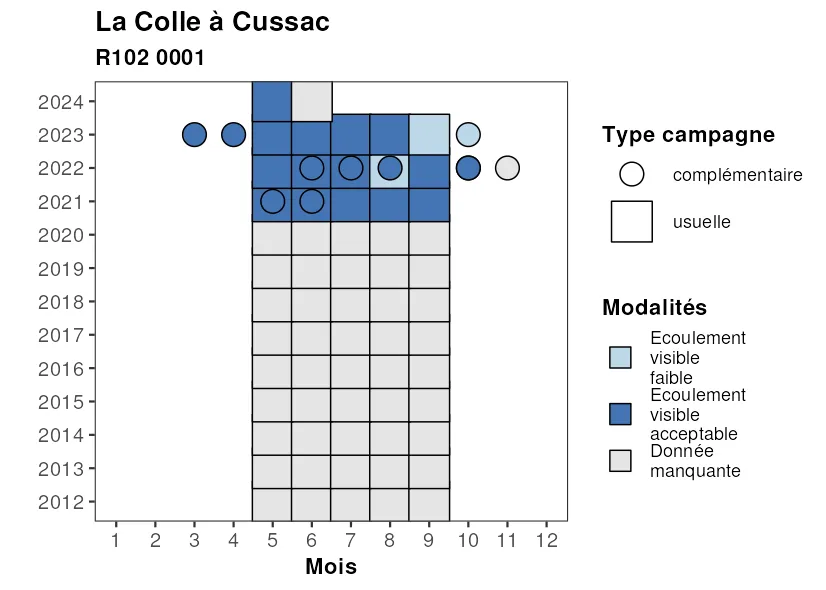 La Colle à Cussac
R102 0001
2024
2023
2022
2021
2020
2019
2018
2017
2016
2015
2014
2013
2012
1 2 3 4 5 6 7 8 9 10 11 12
Mois
Type campagne
complémentaire
usuelle
Modalités
Ecoulement
visible
faible
Ecoulement
visible
acceptable
Donnée
manquante